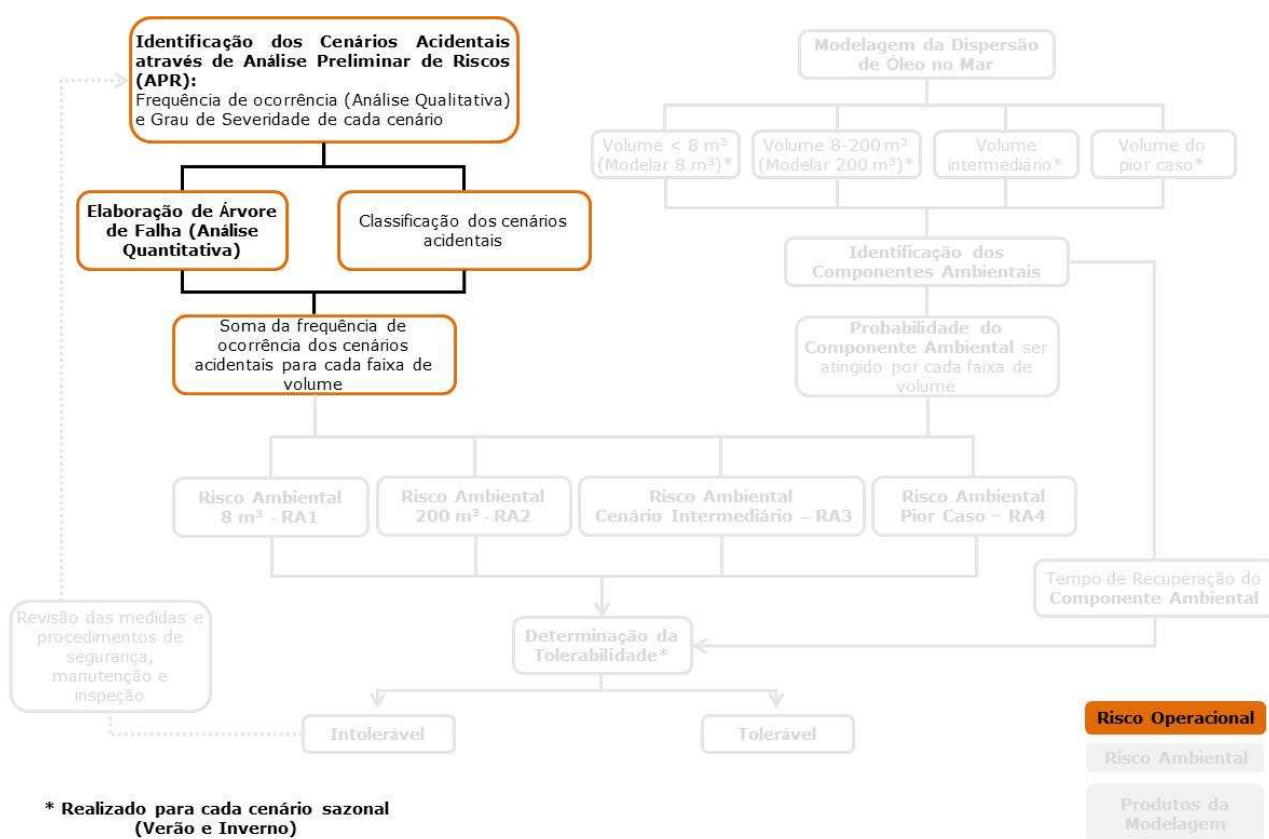 Identificação dos Cenários Acidentais
através de Análise Preliminar de Riscos
(APR):
Frequência de ocorrência (Análise Qualitativa)
e Grau de Severidade de cada cenário
Elaboração de Árvore
de Falha (Análise
Quantitativa)
Classificação dos cenários
acidentais
Soma da frequência de
ocorrência dos cenários
acidentais para cada faixa de
volume
Modelagem da Dispersão
de Óleo no Mar
Volume < 8 m³
(Modelar 8 m³)*
Volume 8-200 m³
(Modelar 200 m³)*
Volume
intermediário*
Volume do
pior caso*
Identificação dos
Componentes Ambientais
Probabilidade do
Componente Ambiental ser
atingido por cada faixa de
volume
Risco Ambiental
8 m³ - RA1
Risco Ambiental
200 m³ - RA2
Risco Ambiental
Cenário Intermediário – RA3
Risco Ambiental
Pior Caso – RA4
Tempo de Recuperação do
Componente Ambiental
Revisão das medidas e
procedimentos de
segurança,
manutenção e
inspeção
Determinação da
Tolerabilidade*
Intolerável
Tolerável
Risco Operacional
Risco Ambiental
Produtos da
Modelagem
* Realizado para cada cenário sazonal
(Verão e Inverno)